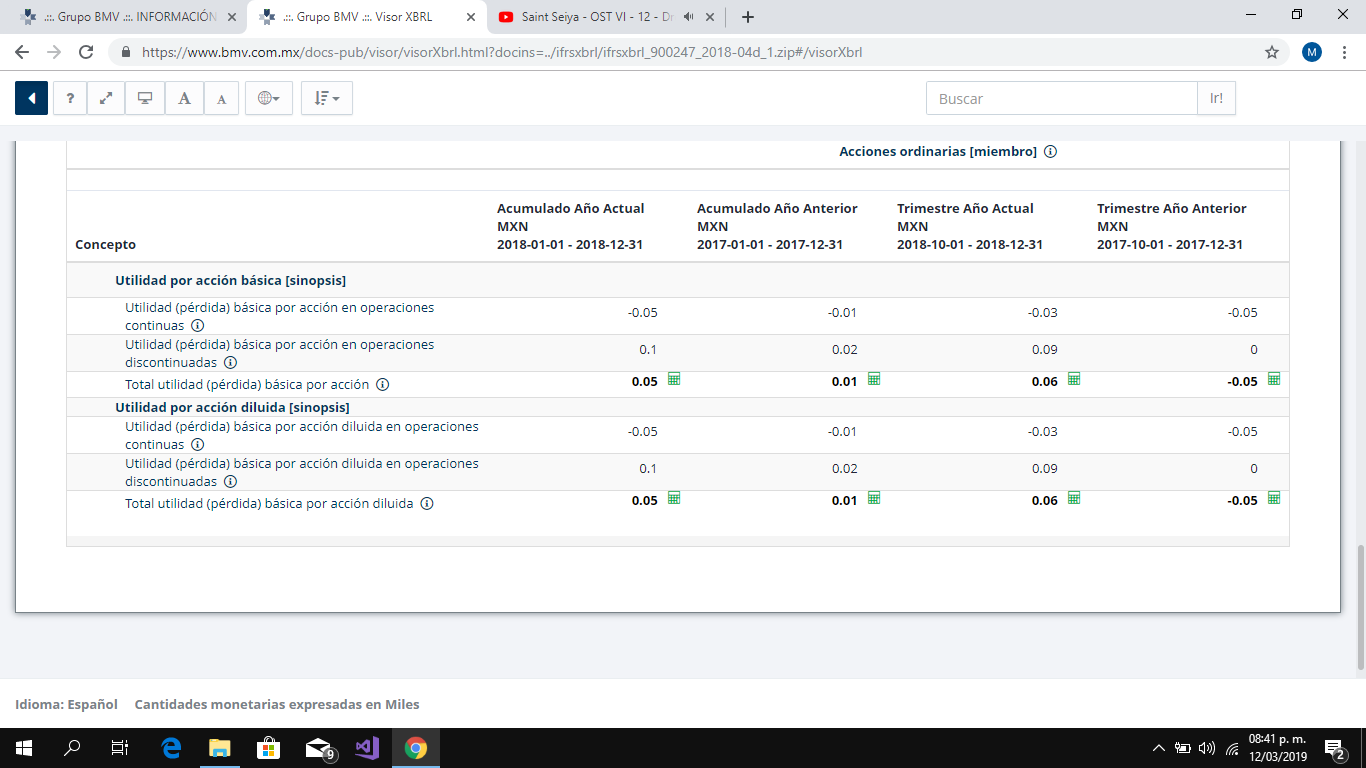 .::. Grupo BMV .::. INFORMACIÓN
.::. Grupo BMV .::. Visor XBRL
Saint Seiya - OST VI - 12 - Dr
https://www.bmv.com.mx/docs-pub/visor/visorXbrl.html?docins=../ifrsxbrl/ifrsxbrl_900247_2018-04d_1.zip#/visorXbrl
M
? A A
Buscar Ir!
Acciones ordinarias [miembro]
Concepto
Acumulado Año Actual
MXN
2018-01-01 - 2018-12-31
Acumulado Año Anterior
MXN
2017-01-01 - 2017-12-31
Trimestre Año Actual
MXN
2018-10-01 - 2018-12-31
Trimestre Año Anterior
MXN
2017-10-01 - 2017-12-31
Utilidad por acción básica [sinopsis]
Utilidad (pérdida) básica por acción en operaciones
continuas
-0.05 -0.01 -0.03 -0.05
Utilidad (pérdida) básica por acción en operaciones
discontinuadas
0.1 0.02 0.09 0
Total utilidad (pérdida) básica por acción 0.05 0.01 0.06 -0.05
Utilidad por acción diluida [sinopsis]
Utilidad (pérdida) básica por acción diluida en operaciones
continuas
-0.05 -0.01 -0.03 -0.05
Utilidad (pérdida) básica por acción diluida en operaciones
discontinuadas
0.1 0.02 0.09 0
Total utilidad (pérdida) básica por acción diluida 0.05 0.01 0.06 -0.05
Idioma: Español Cantidades monetarias expresadas en Miles
9
08:41 p. m.
12/03/2019
2